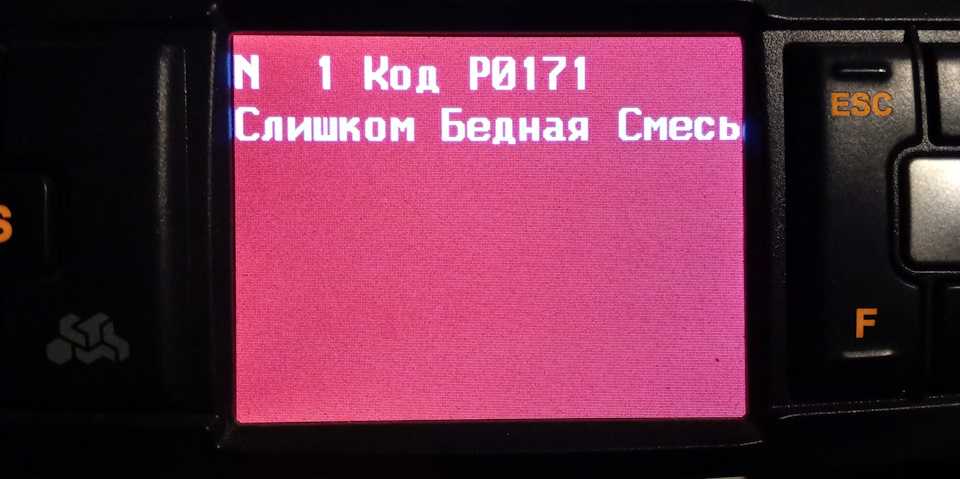 N 1 Код P0171
Слишком Бедная Смесь
ESC
S
F